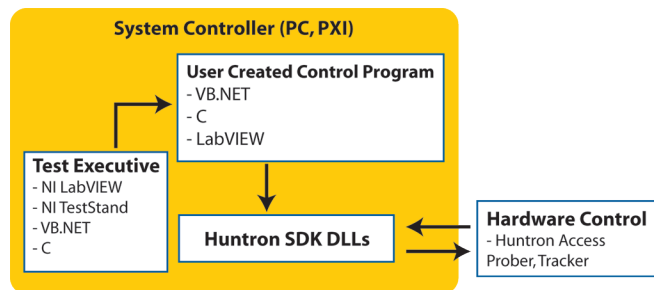 System Controller (PC, PXI)
User Created Control Program
- VB.NET
- C
- LabVIEW
Test Executive
- NI LabVIEW
- NI TestStand
- VB.NET
- C
Huntron SDK DLLs
Hardware Control
- Huntron Access
Prober, Tracker